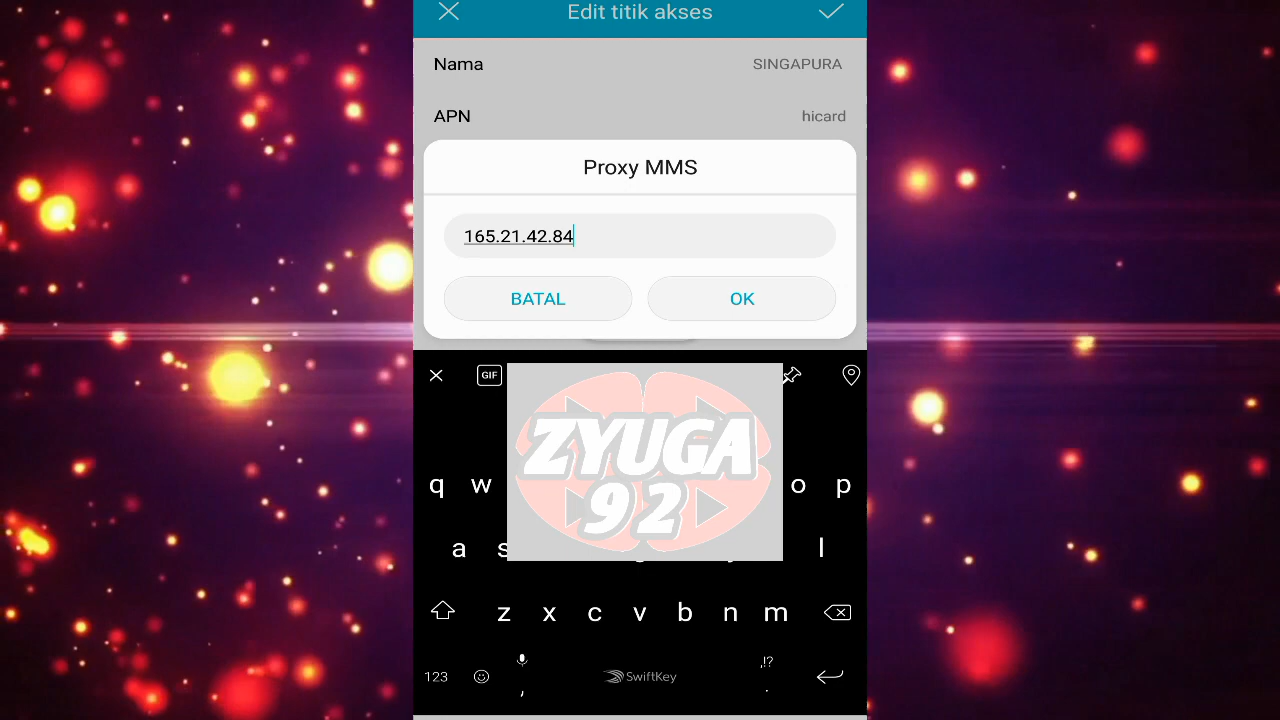 Edit titik akses
Nama SINGAPURA
APN hicard
Proxy MMS
165.21.42.84
BATAL OK
GIF
ZYUGA
92
q w o p
a s l
z x c v b n m
123 SwiftKey ,!?
, .